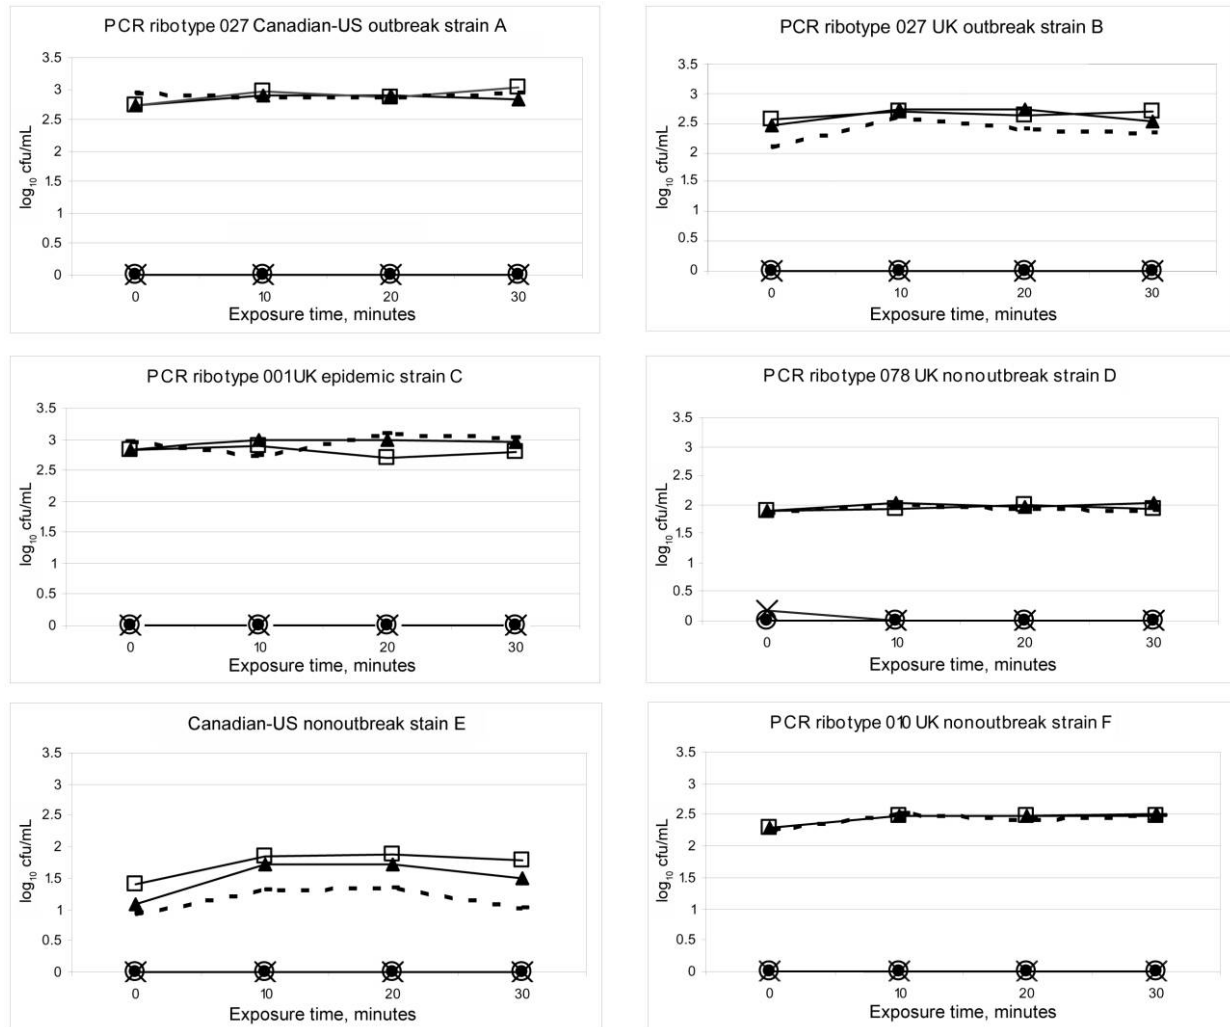 PCR ribotype 027 Canadian-US outbreak strain A
3.5
3
2.5
2
1.5
1
0.5
0
log10 cfu/mL
0 10 20 30
Exposure time, minutes
PCR ribotype 027 UK outbreak strain B
3.5
3
2.5
2
1.5
1
0.5
0
log10 cfu/mL
0 10 20 30
Exposure time, minutes
PCR ribotype 001UK epidemic strain C
3.5
3
2.5
2
1.5
1
0.5
0
log10 cfu/mL
0 10 20 30
Exposure time, minutes
PCR ribotype 078 UK nonoutbreak strain D
3.5
3
2.5
2
1.5
1
0.5
0
log10 cfu/mL
0 10 20 30
Exposure time, minutes
Canadian-US nonoutbreak stain E
3.5
3
2.5
2
1.5
1
0.5
0
log10 cfu/mL
0 10 20 30
Exposure time, minutes
PCR ribotype 010 UK nonoutbreak strain F
3.5
3
2.5
2
1.5
1
0.5
0
log10 cfu/mL
0 10 20 30
Exposure time, minutes